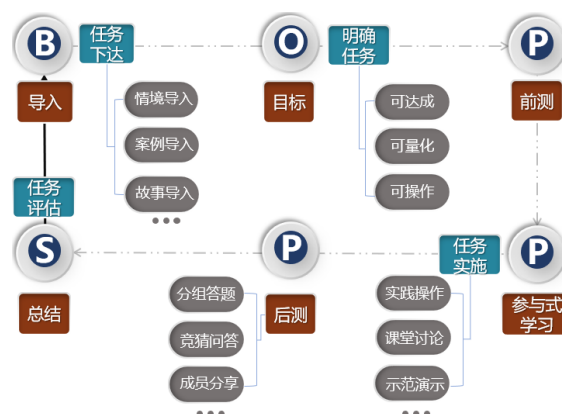 B
任务
下达
O
明确
任务
P
导入
情境导入
案例导入
故事导入
目标
可达成
可量化
可操作
前测
任务
评估
S
总结
P
后测
分组答题
竞猜问答
成员分享
任务
实施
实践操作
课堂讨论
示范演示
P
参与式
学习